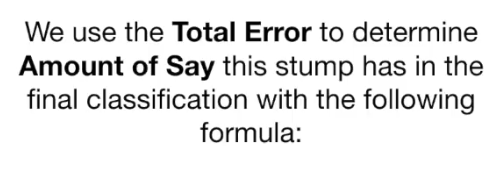 We use the Total Error to determine
Amount of Say this stump has in the
final classification with the following
formula: